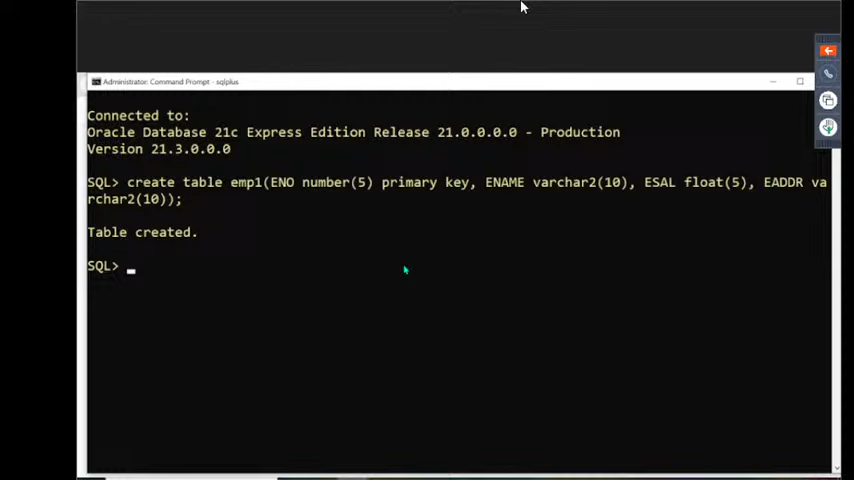 Administrator: Command Prompt - sqlplus
Connected to:
Oracle Database 21c Express Edition Release 21.0.0.0.0 - Production
Version 21.3.0.0.0
SQL> create table emp1(ENO number(5) primary key, ENAME varchar2(10), ESAL float(5), EADDR va
rchar2(10));
Table created.
SQL>